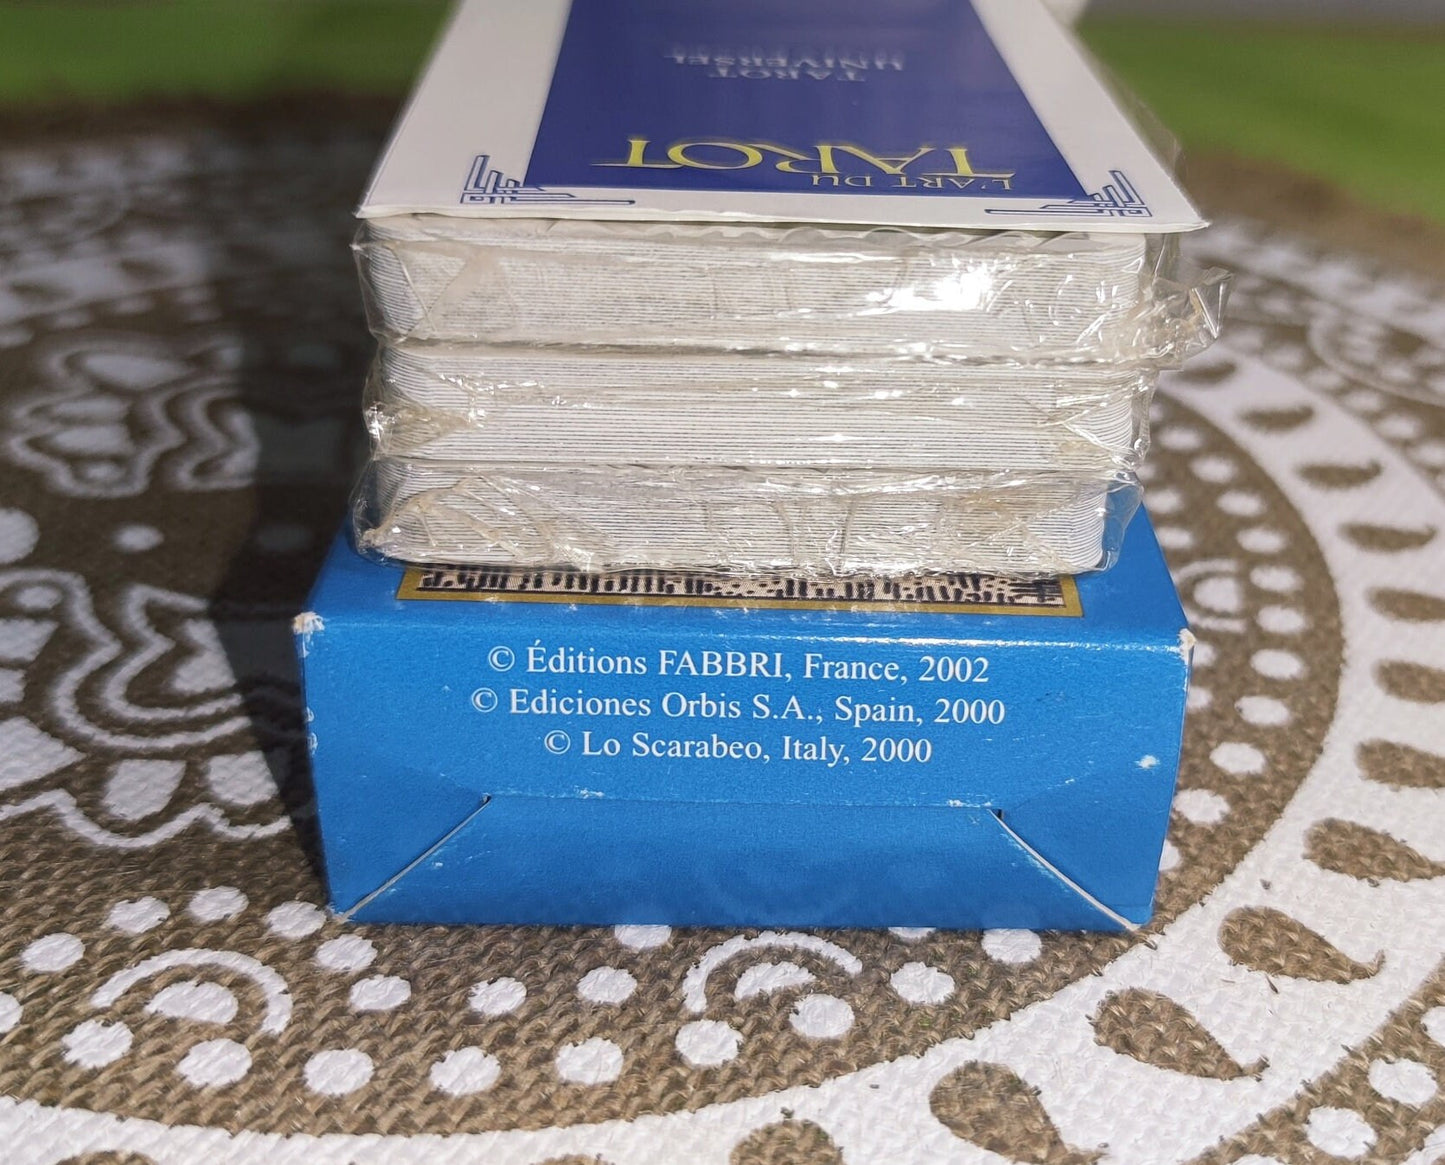 TAROT
UNIVERSEL
L'ART DU
TAROT
© Éditions FABBRI, France, 2002
© Ediciones Orbis S.A., Spain, 2000
© Lo Scarabeo, Italy, 2000